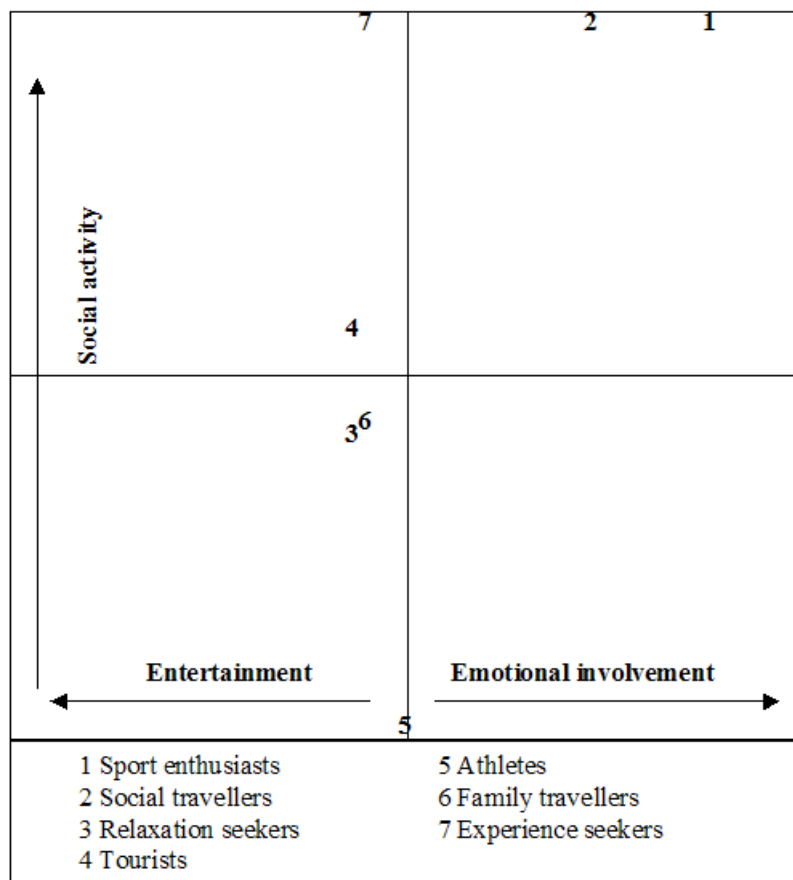 7 2 1
Social activity
4
3 6
Entertainment Emotional involvement
5
1 Sport enthusiasts 5 Athletes
2 Social travellers 6 Family travellers
3 Relaxation seekers 7 Experience seekers
4 Tourists